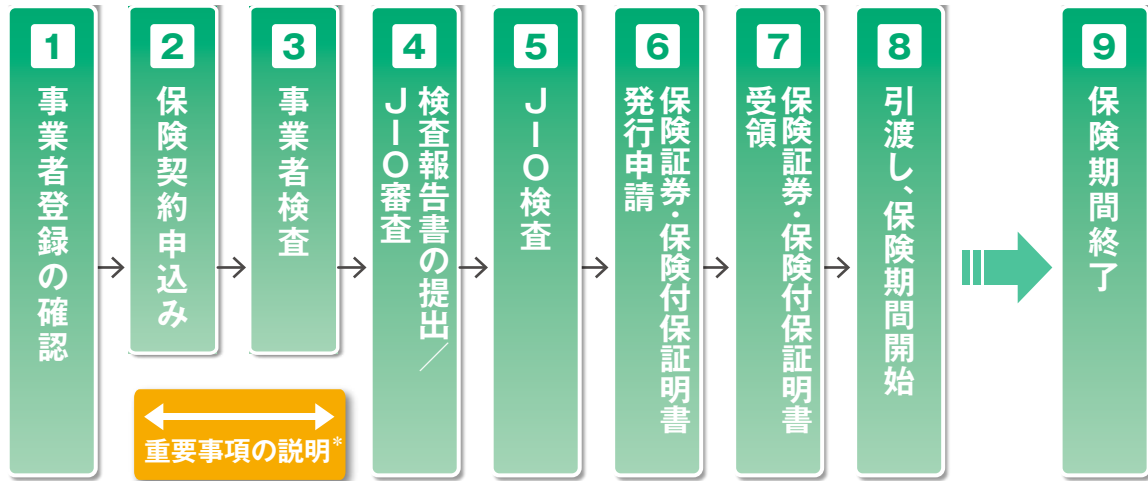 1
事業者登録の確認
2
保険契約申込み
3
事業者検査
4
検査報告書の提出／
JIO審査
5
JIO検査
6
保険証券・保険付保証明書
発行申請
7
保険証券・保険付保証明書
受領
8
引渡し、保険期間開始
9
保険期間終了
重要事項の説明*